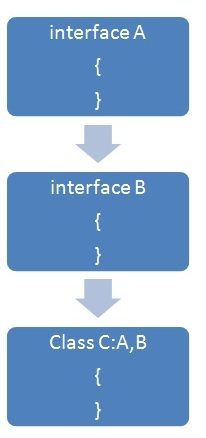 interface A
{
}
interface B
{
}
Class C:A,B
{
}